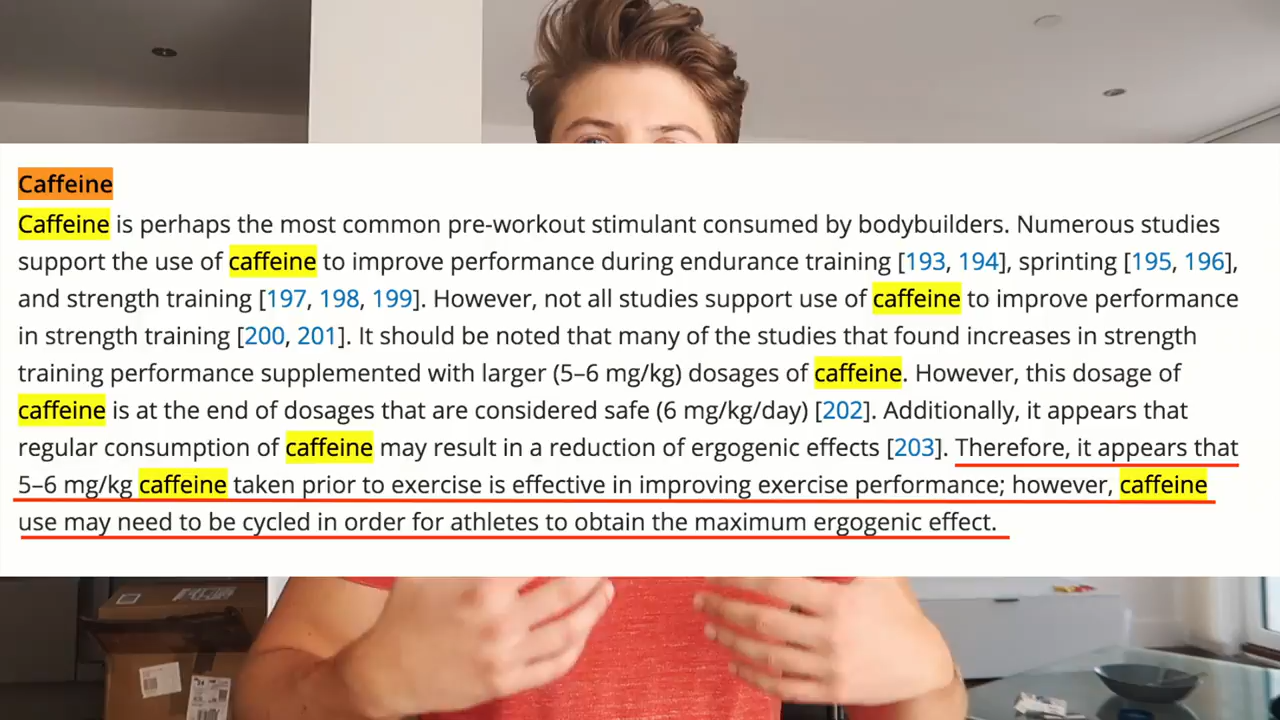 Caffeine
Caffeine is perhaps the most common pre-workout stimulant consumed by bodybuilders. Numerous studies
support the use of caffeine to improve performance during endurance training [193, 194], sprinting [195, 196],
and strength training [197, 198, 199]. However, not all studies support use of caffeine to improve performance
in strength training [200, 201]. It should be noted that many of the studies that found increases in strength
training performance supplemented with larger (5–6 mg/kg) dosages of caffeine. However, this dosage of
caffeine is at the end of dosages that are considered safe (6 mg/kg/day) [202]. Additionally, it appears that
regular consumption of caffeine may result in a reduction of ergogenic effects [203]. Therefore, it appears that
5–6 mg/kg caffeine taken prior to exercise is effective in improving exercise performance; however, caffeine
use may need to be cycled in order for athletes to obtain the maximum ergogenic effect.